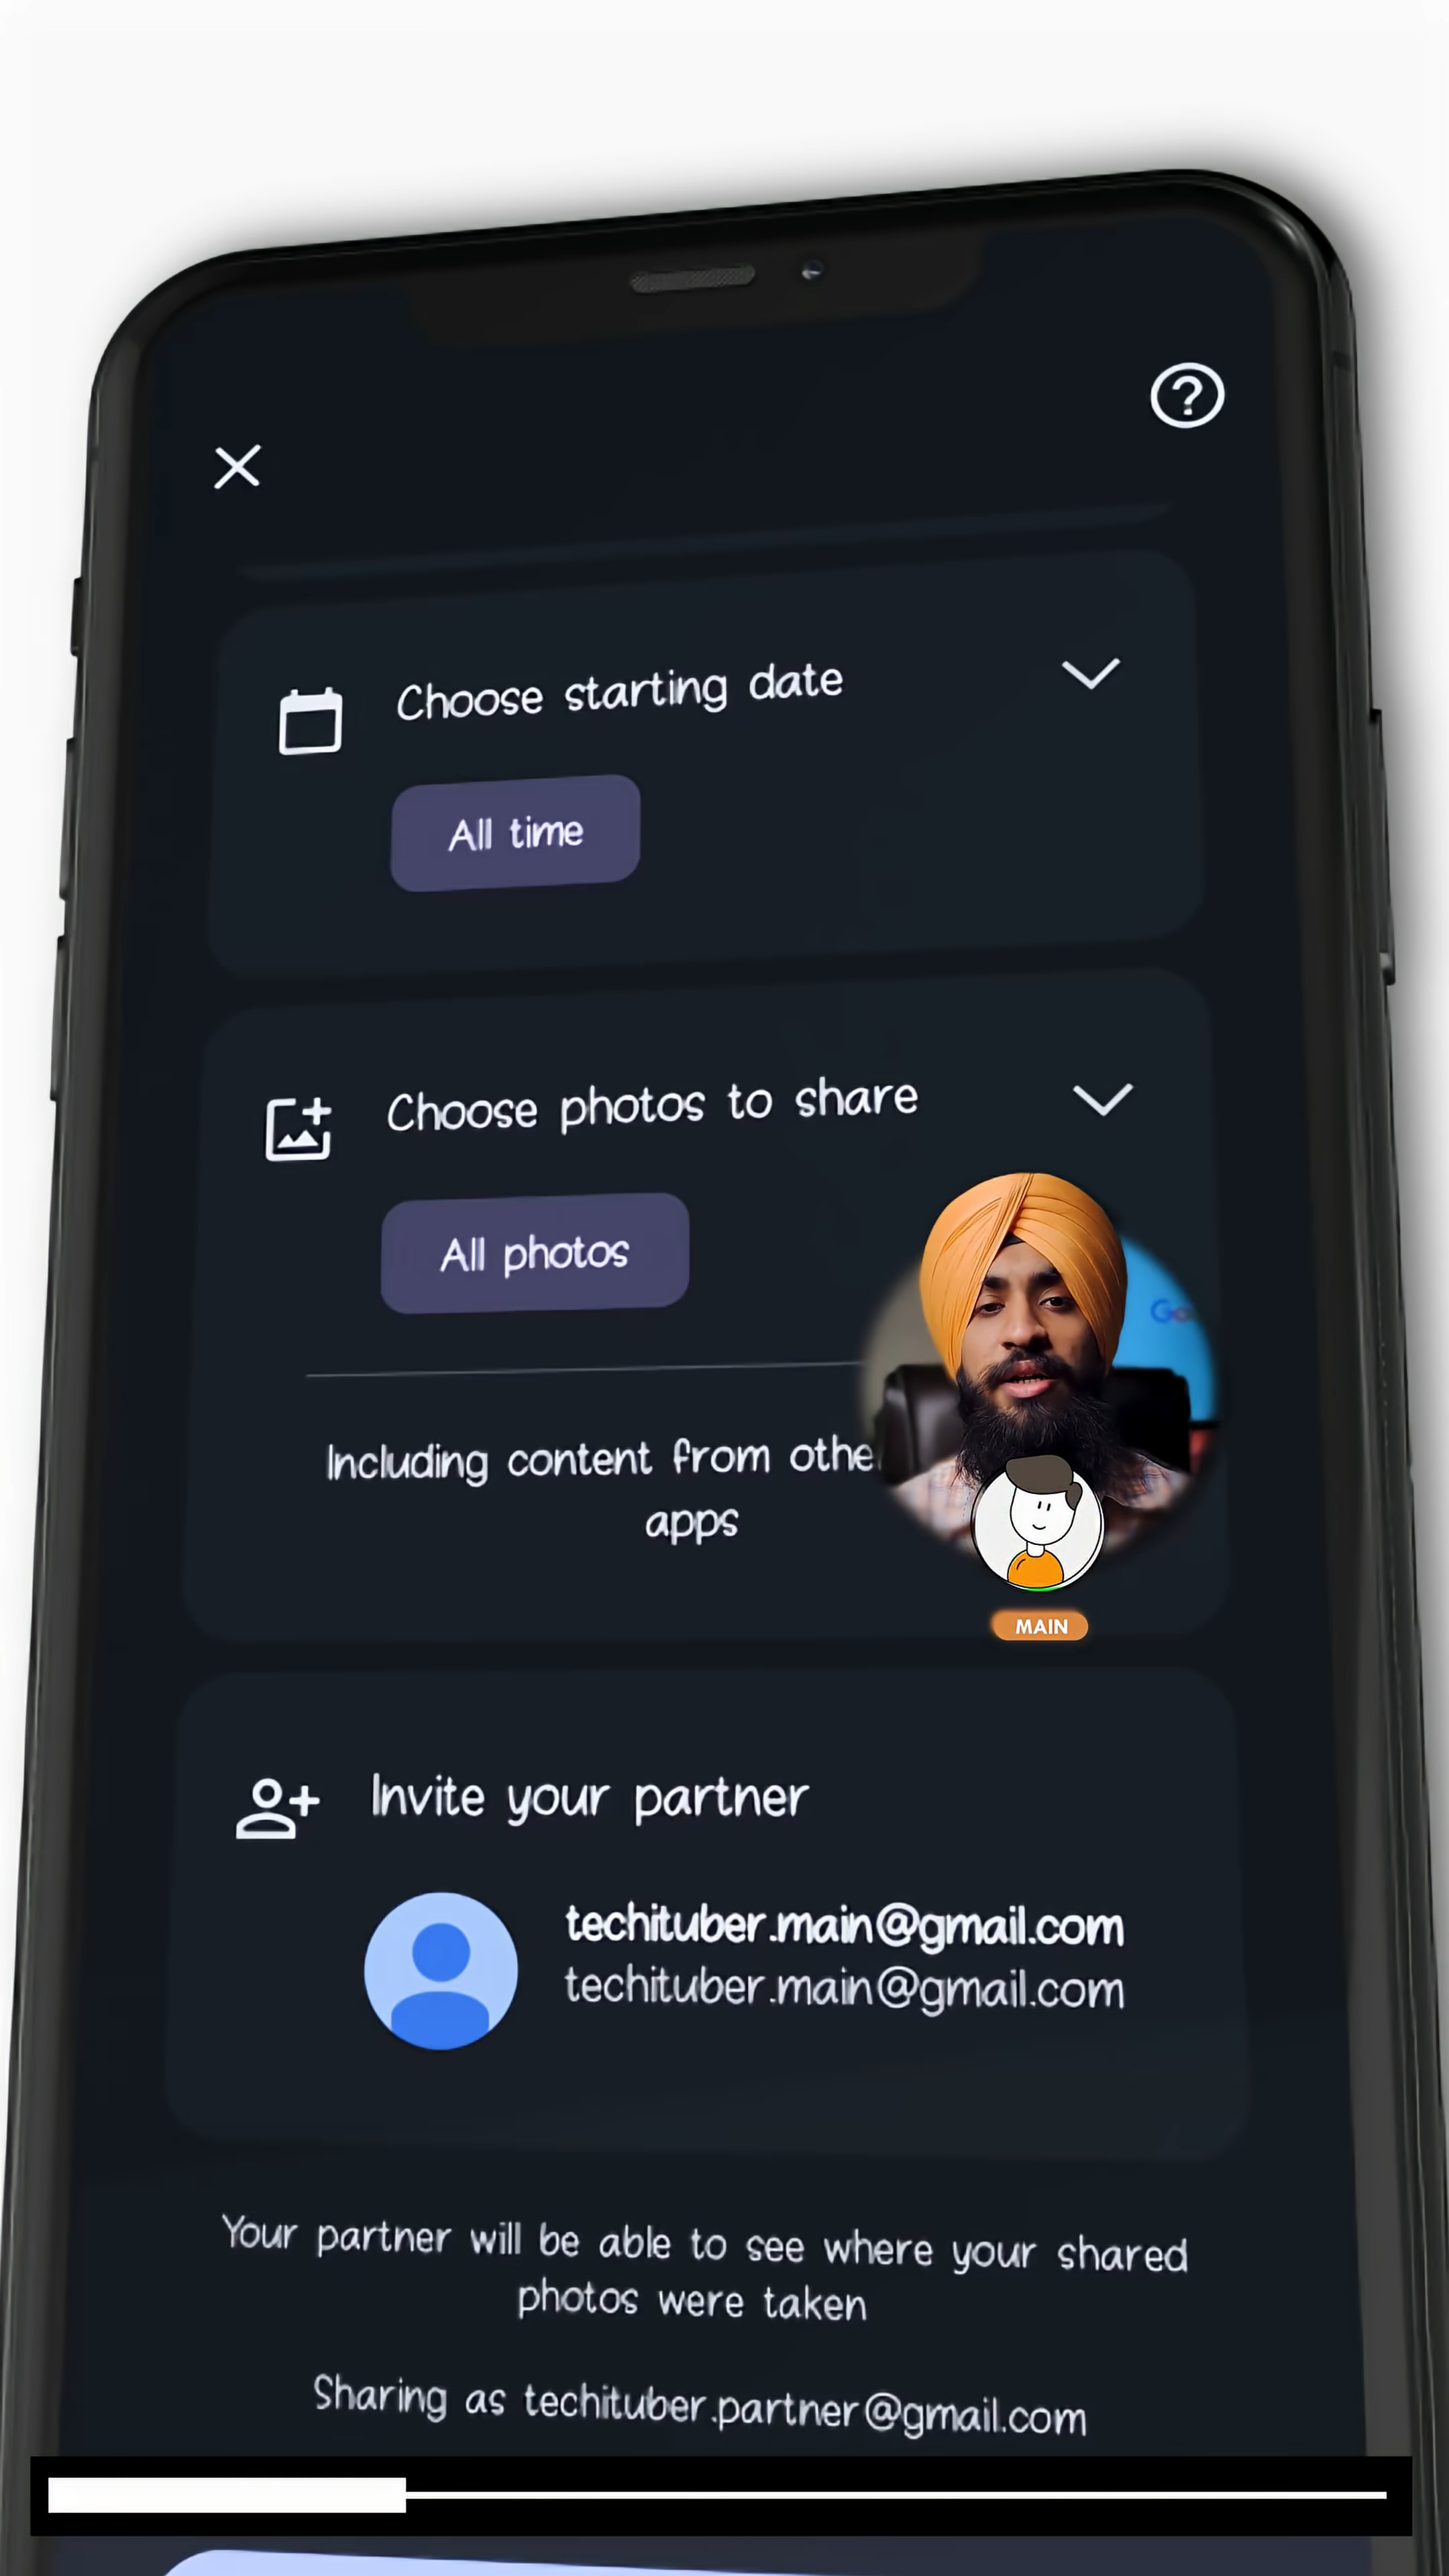 Choose starting date
All time
Choose photos to share
All photos
Including content from
apps
MAIN
Invite your partner
techituber.main@gmail.com
techituber.main@gmail.com
Your partner will be able to see where your shared
photos were taken
Sharing as techituber.partner@gmail.com